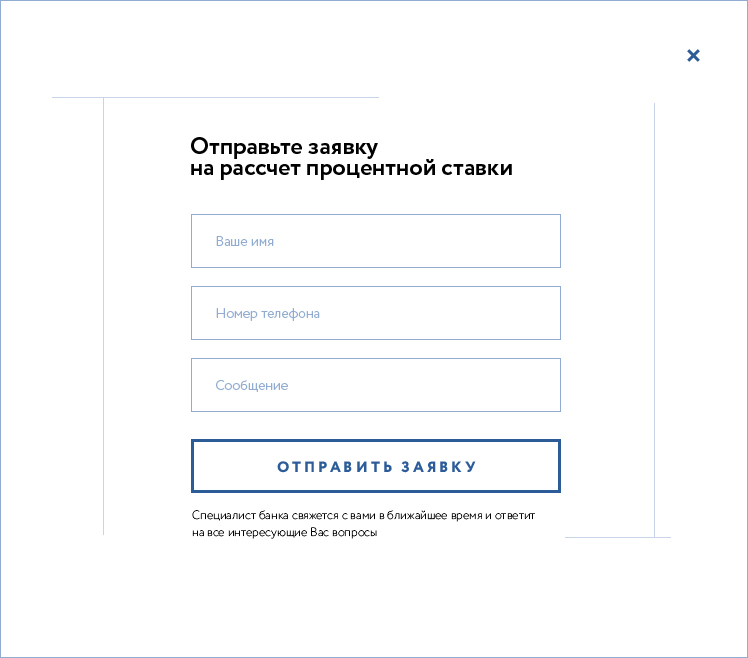 Отправьте заявку
на рассчет процентной ставки
Ваше имя
Номер телефона
Сообщение
ОТПРАВИТЬ ЗАЯВКУ
Специалист банка свяжется с вами в ближайшее время и ответит
на все интересующие Вас вопросы